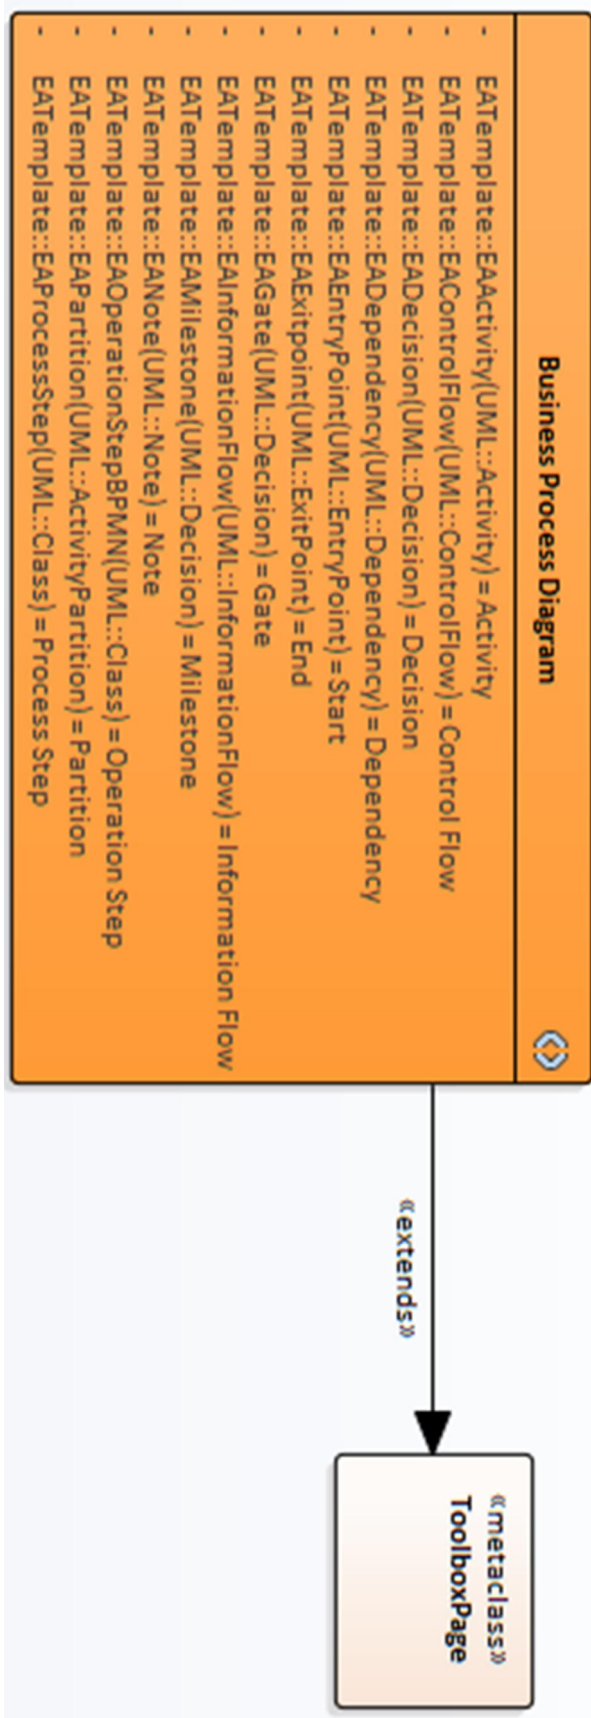 Business Process Diagram
- EATemplate::EAActivity(UML::Activity) = Activity
- EATemplate::EAControlFlow(UML::ControlFlow) = Control Flow
- EATemplate::EADecision(UML::Decision) = Decision
- EATemplate::EADependency(UML::Dependency) = Dependency
- EATemplate::EAEntryPoint(UML::EntryPoint) = Start
- EATemplate::EAExitpoint(UML::ExitPoint) = End
- EATemplate::EAGate(UML::Decision) = Gate
- EATemplate::EAInformationFlow(UML::InformationFlow) = Information Flow
- EATemplate::EAMilestone(UML::Decision) = Milestone
- EATemplate::EANote(UML::Note) = Note
- EATemplate::EAOperationStepBPMN(UML::Class) = Operation Step
- EATemplate::EAPartition(UML::ActivityPartition) = Partition
- EATemplate::EAProcessStep(UML::Class) = Process Step
«extends»
«metaclass»
ToolboxPage